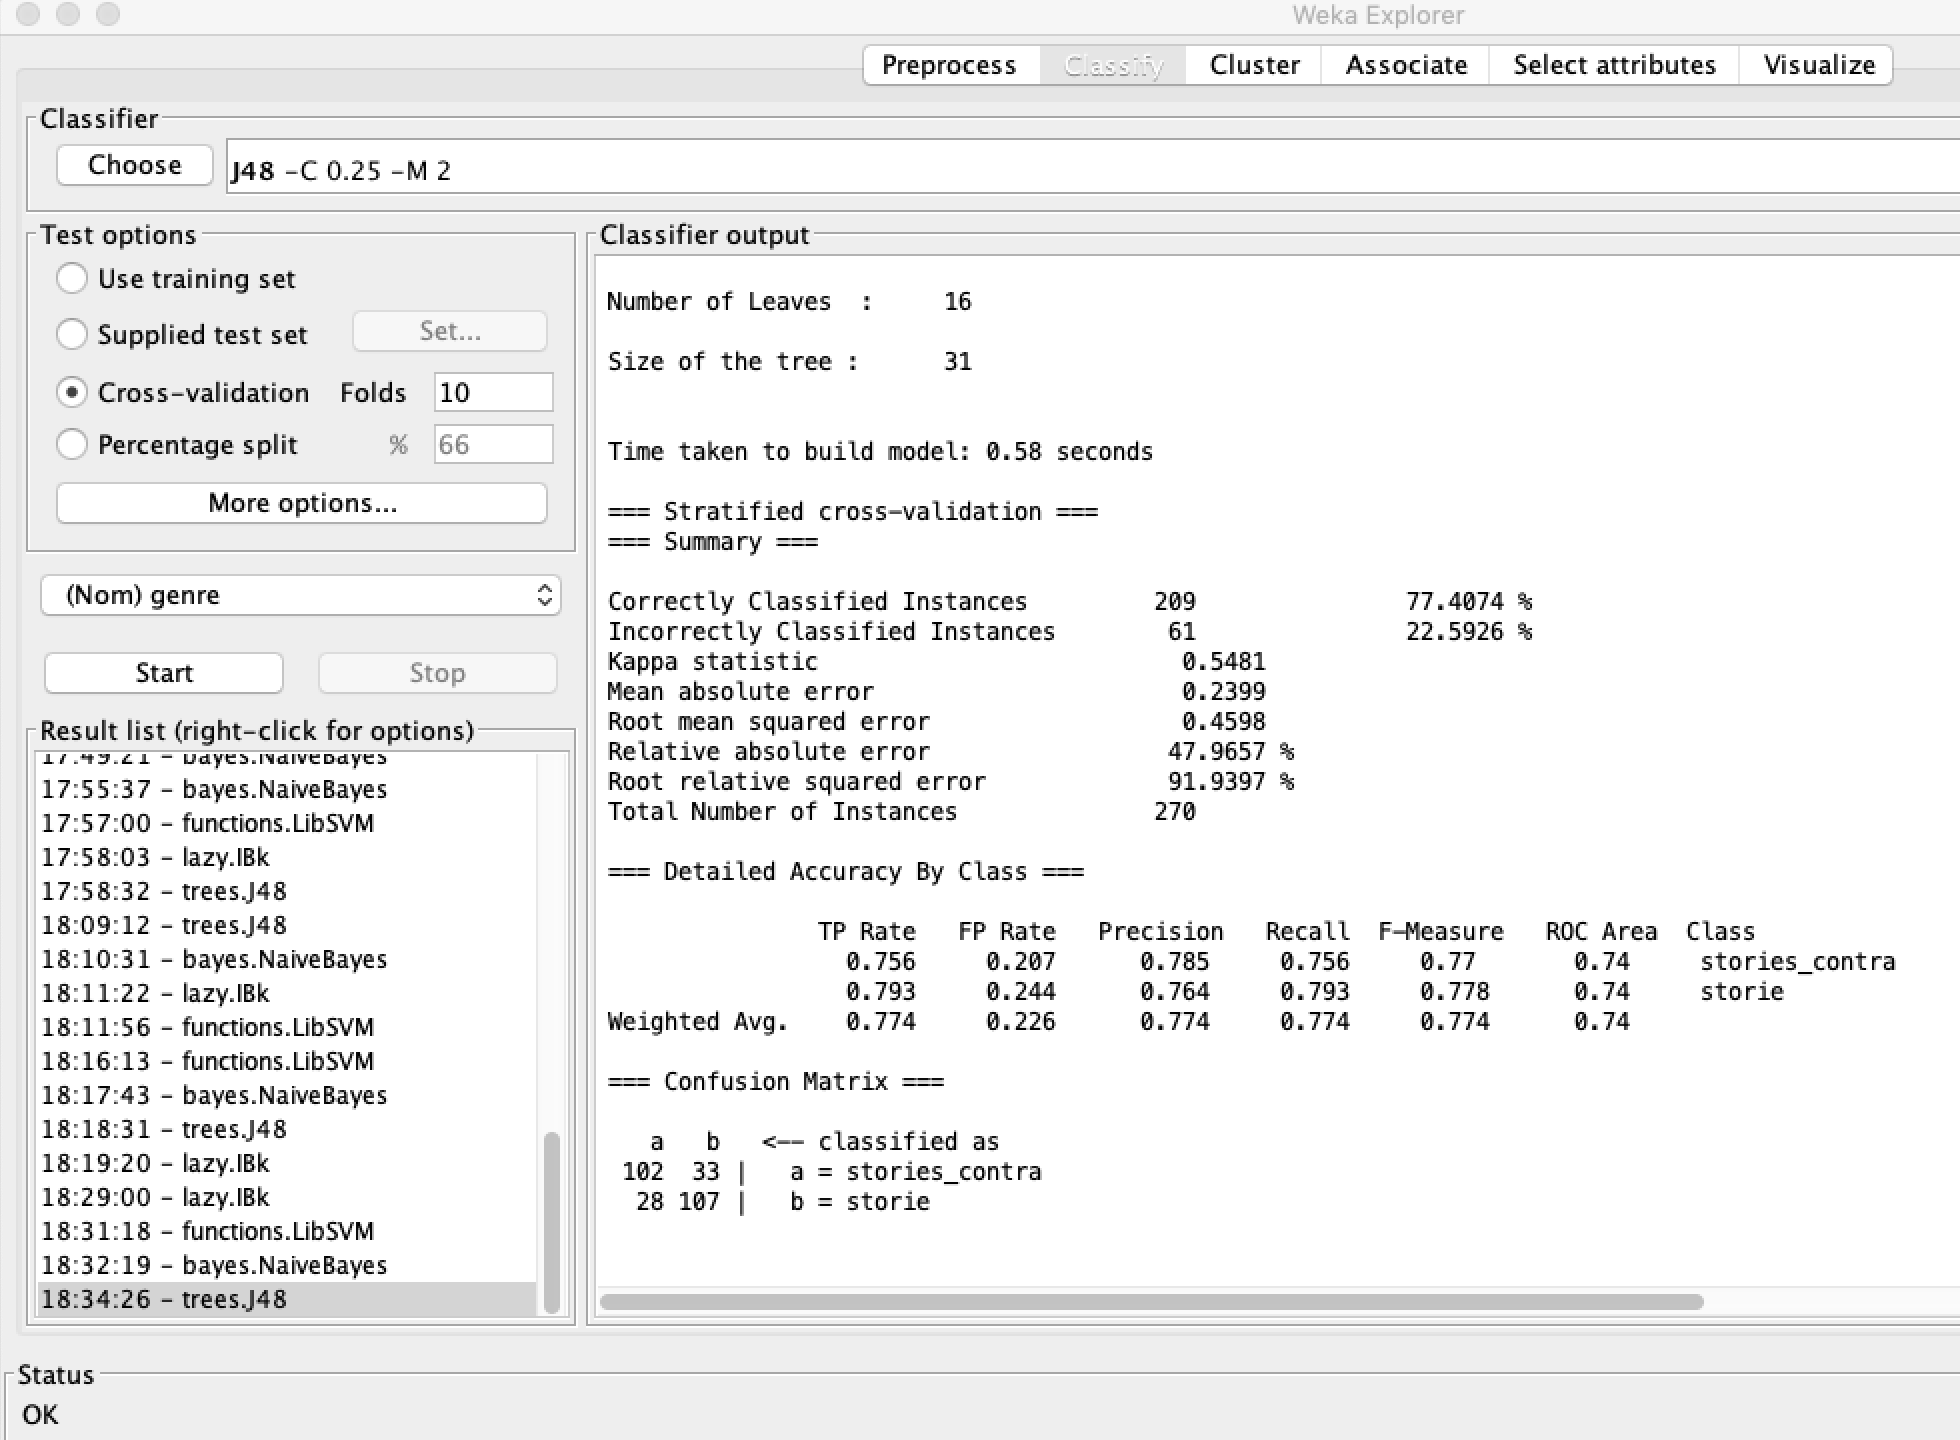 Weka Explorer
Preprocess Classify Cluster Associate Select attributes Visualize
Classifier
Choose J48 -C 0.25 -M 2
Test options
Use training set
Supplied test set Set...
Cross-validation Folds 10
Percentage split % 66
More options...
(Nom) genre
Start Stop
Result list (right-click for options)
17:49:21 - bayes.NaiveBayes
17:55:37 - bayes.NaiveBayes
17:57:00 - functions.LibSVM
17:58:03 - lazy.IBk
17:58:32 - trees.J48
18:09:12 - trees.J48
18:10:31 - bayes.NaiveBayes
18:11:22 - lazy.IBk
18:11:56 - functions.LibSVM
18:16:13 - functions.LibSVM
18:17:43 - bayes.NaiveBayes
18:18:31 - trees.J48
18:19:20 - lazy.IBk
18:29:00 - lazy.IBk
18:31:18 - functions.LibSVM
18:32:19 - bayes.NaiveBayes
18:34:26 - trees.J48
Classifier output
Number of Leaves : 16
Size of the tree : 31
Time taken to build model: 0.58 seconds
=== Stratified cross-validation ===
=== Summary ===
Correctly Classified Instances 209 77.4074 %
Incorrectly Classified Instances 61 22.5926 %
Kappa statistic 0.5481
Mean absolute error 0.2399
Root mean squared error 0.4598
Relative absolute error 47.9657 %
Root relative squared error 91.9397 %
Total Number of Instances 270
=== Detailed Accuracy By Class ===
TP Rate FP Rate Precision Recall F-Measure ROC Area Class
0.756 0.207 0.785 0.756 0.77 0.74 stories_contra
0.793 0.244 0.764 0.793 0.778 0.74 storie
Weighted Avg. 0.774 0.226 0.774 0.774 0.774 0.74
=== Confusion Matrix ===
a b <-- classified as
102 33 | a = stories_contra
28 107 | b = storie
Status
OK